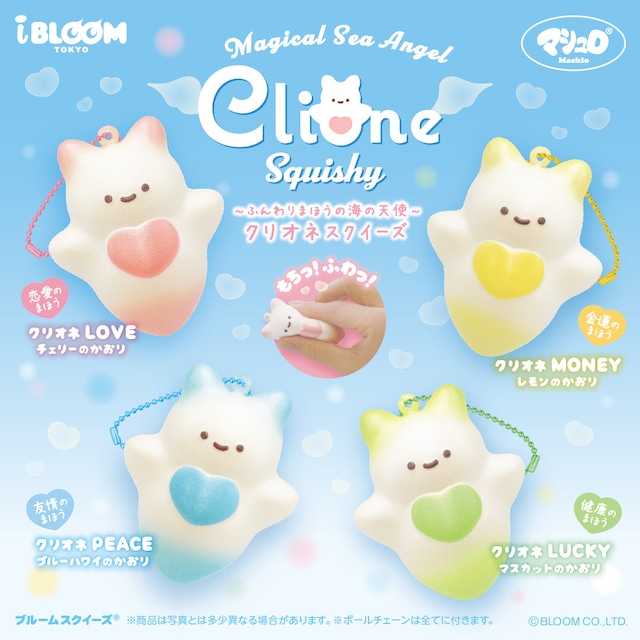 iBLOOM
TOKYO
マシュロ®
Mashlo
Magical Sea Angel
Clione
Squishy
～ふんわりまほうの海の天使～
クリオネスクイーズ
もちっ!ふわっ!
恋愛の
まほう
クリオネ LOVE
チェリーのかおり
金運の
まほう
クリオネ MONEY
レモンのかおり
友情の
まほう
クリオネ PEACE
ブルーハワイのかおり
健康の
まほう
クリオネ LUCKY
マスカットのかおり
ブルームスクイーズ® ※商品は写真とは多少異なる場合があります。※ボールチェーンは全てに付きます。
©BLOOM CO.,LTD.